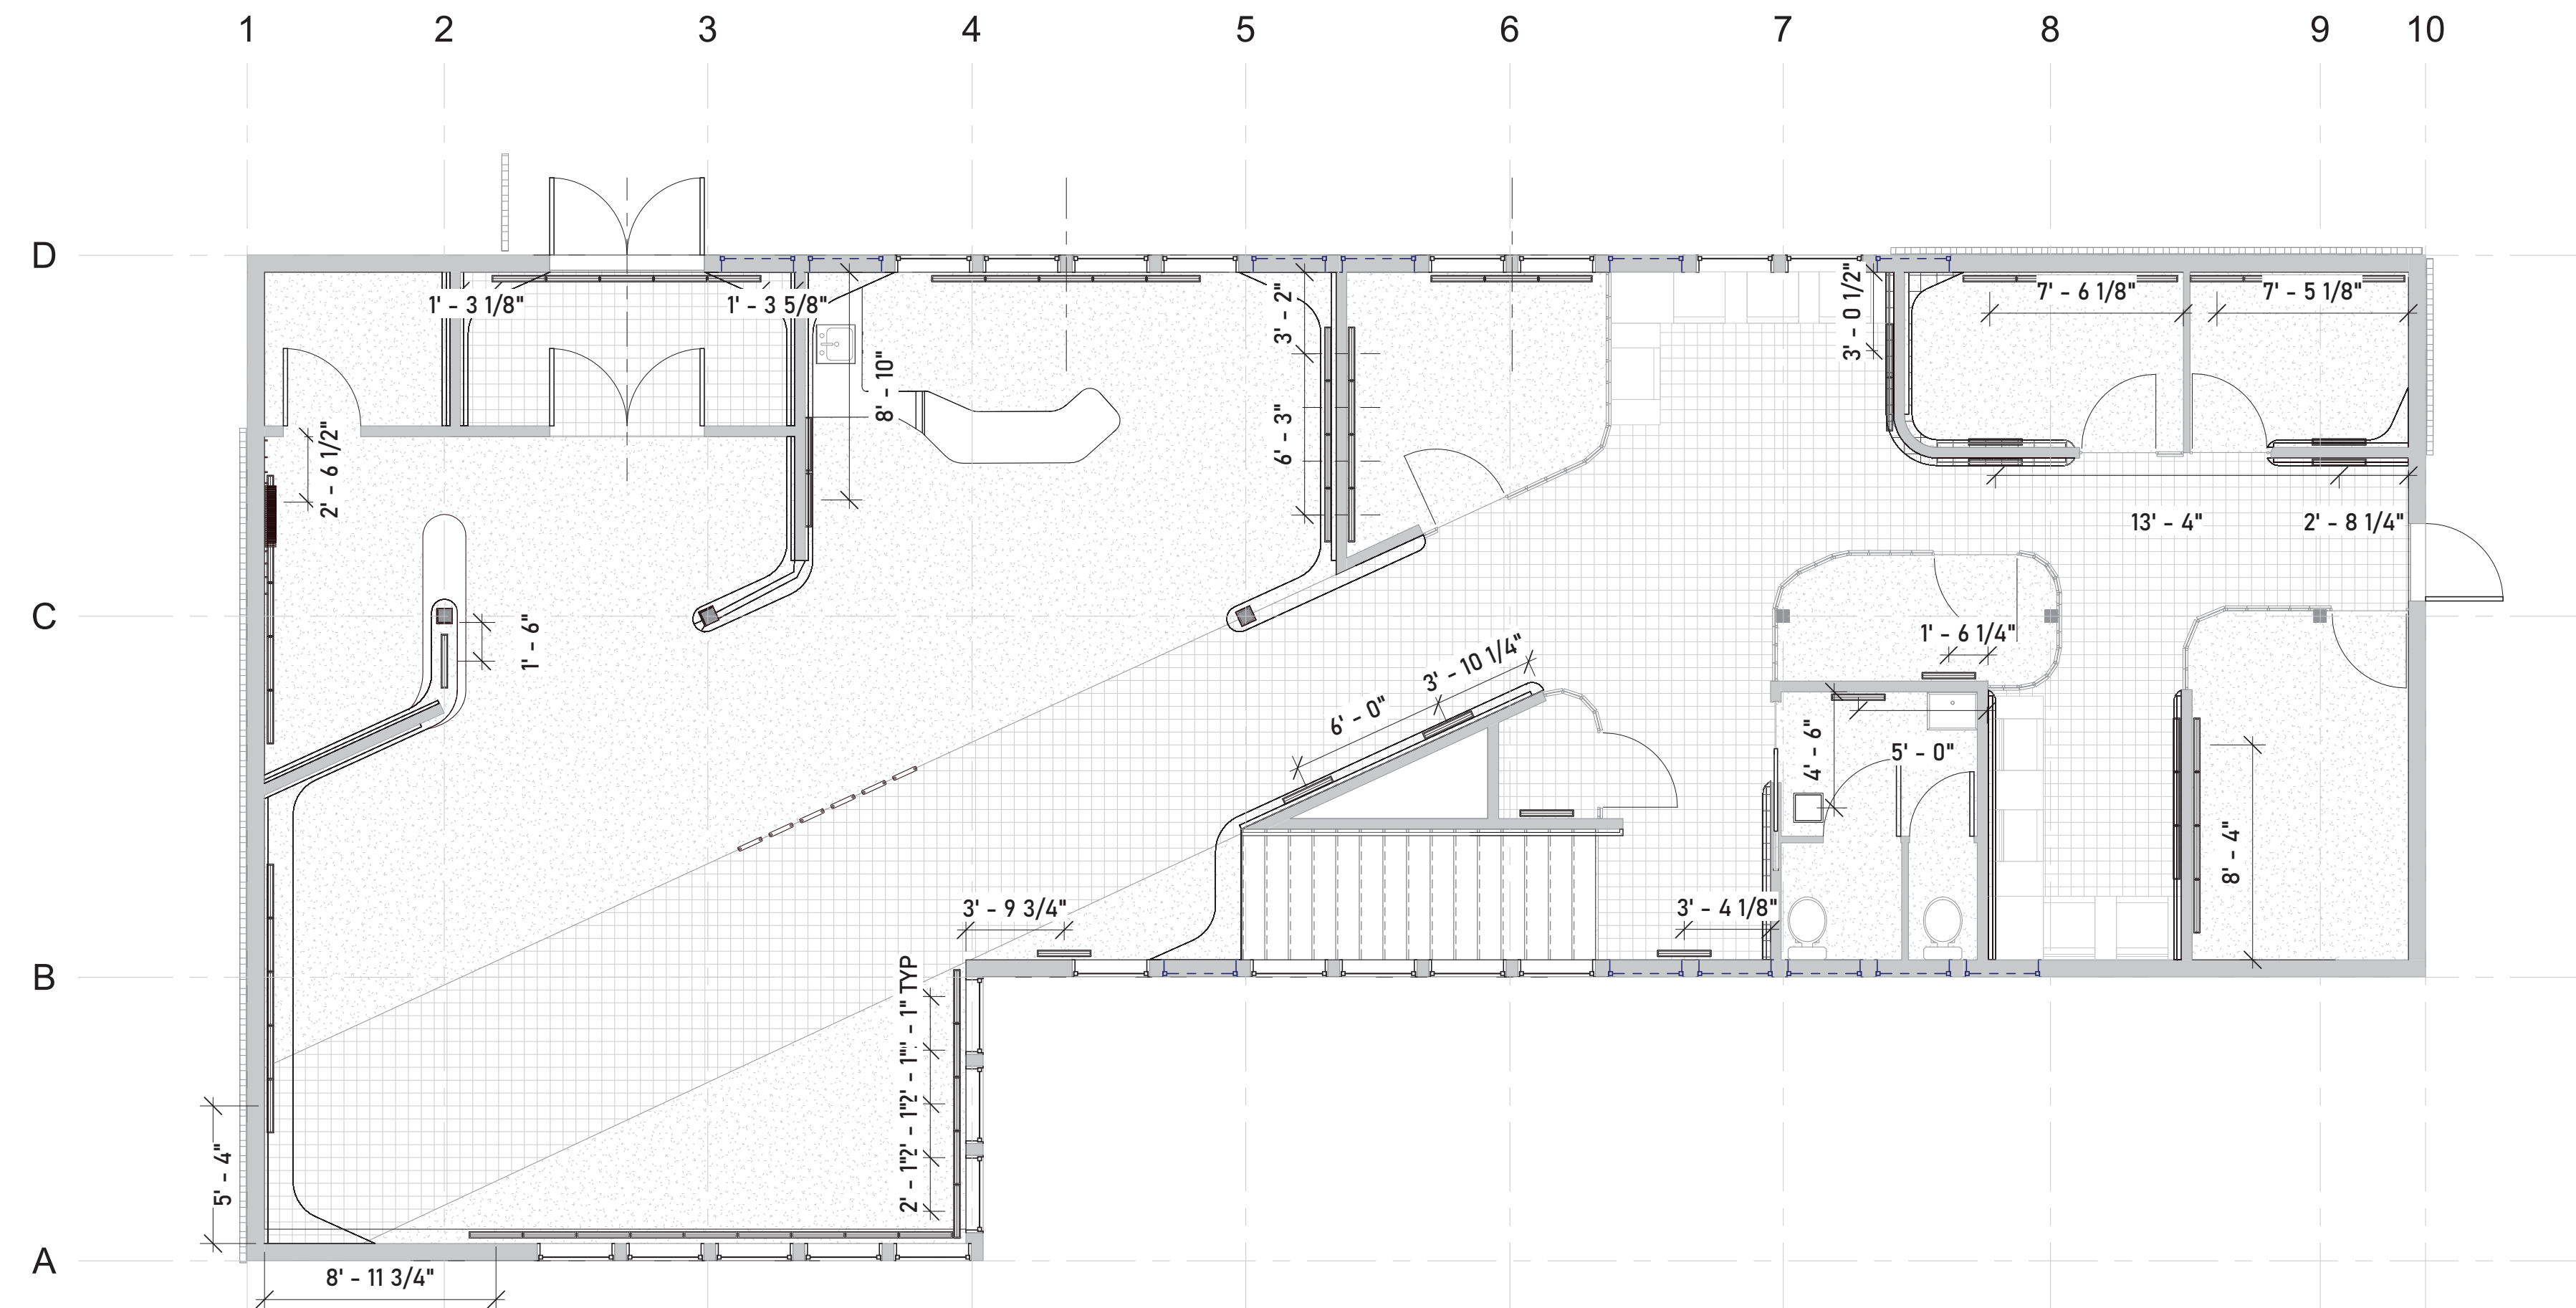 1 2 3 4 5 6 7 8 9 10
D
1' - 3 1/8"
1' - 3 5/8"
3' - 2"
3' - 0 1/2"
7' - 6 1/8"
7' - 5 1/8"
8' - 10"
6' - 3"
2' - 6 1/2"
13' - 4"
2' - 8 1/4"
C
1' - 6"
1' - 6 1/4"
3' - 10 1/4"
6' - 0"
4' - 6"
5' - 0"
8' - 4"
3' - 9 3/4"
3' - 4 1/8"
B
- 1" TYP
- 1"
- 1"
2' - 1"
5' - 4"
A
8' - 11 3/4"